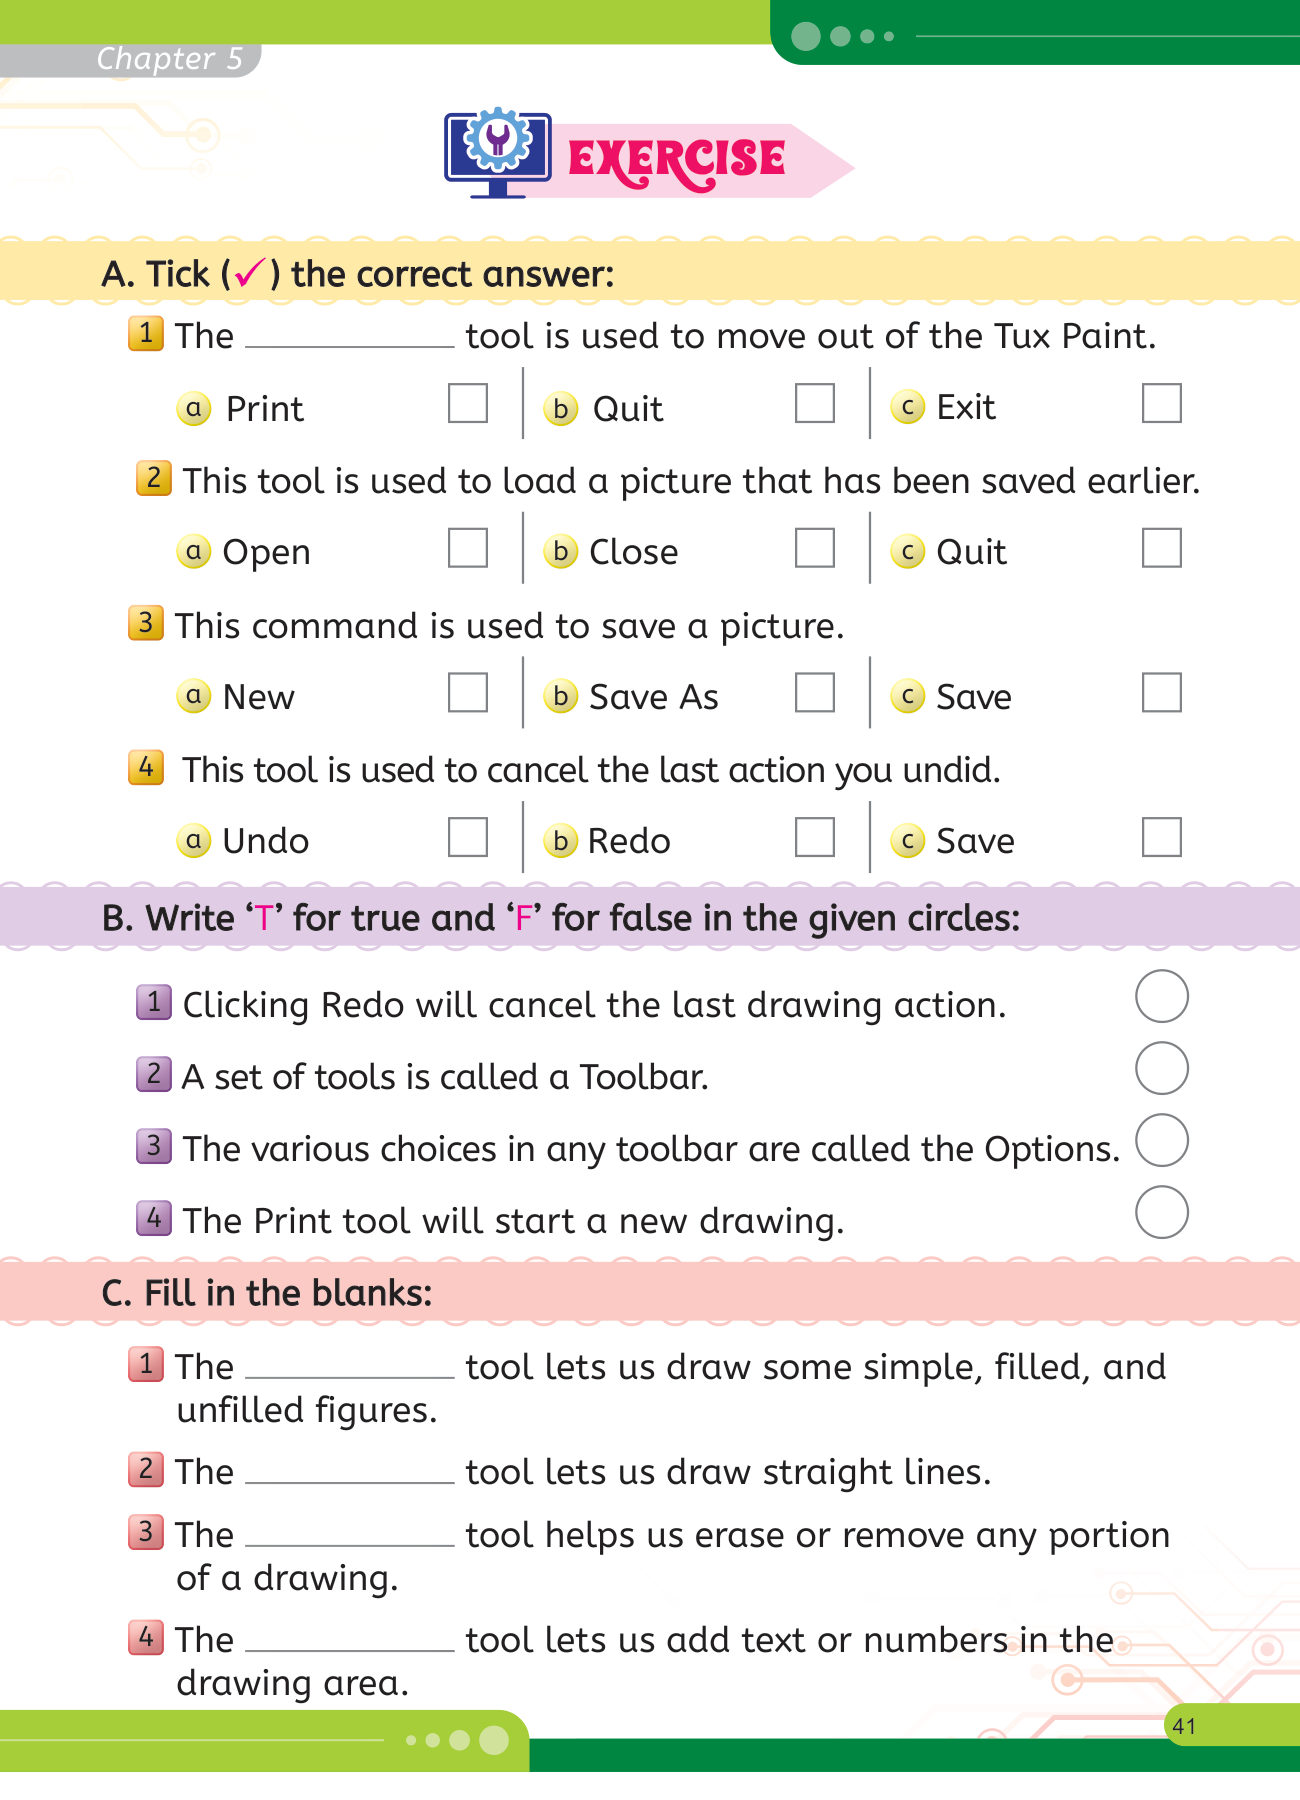 Chapter 5
EXERCISE
A. Tick (✓) the correct answer:
1 The ____________ tool is used to move out of the Tux Paint.
a Print b Quit c Exit
2 This tool is used to load a picture that has been saved earlier.
a Open b Close c Quit
3 This command is used to save a picture.
a New b Save As c Save
4 This tool is used to cancel the last action you undid.
a Undo b Redo c Save
B. Write ‘T’ for true and ‘F’ for false in the given circles:
1 Clicking Redo will cancel the last drawing action.
2 A set of tools is called a Toolbar.
3 The various choices in any toolbar are called the Options.
4 The Print tool will start a new drawing.
C. Fill in the blanks:
1 The ____________ tool lets us draw some simple, filled, and
unfilled figures.
2 The ____________ tool lets us draw straight lines.
3 The ____________ tool helps us erase or remove any portion
of a drawing.
4 The ____________ tool lets us add text or numbers in the
drawing area.
41